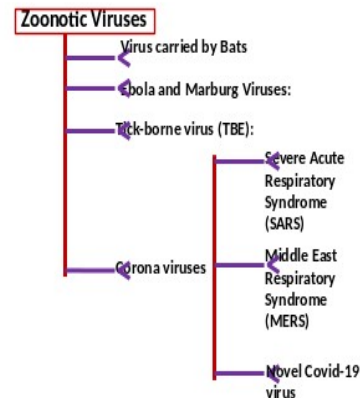 Zoonotic Viruses
Virus carried by Bats
Ebola and Marburg Viruses:
Tick-borne virus (TBE):
Corona viruses
Severe Acute
Respiratory
Syndrome
(SARS)
Middle East
Respiratory
Syndrome
(MERS)
Novel Covid-19
virus